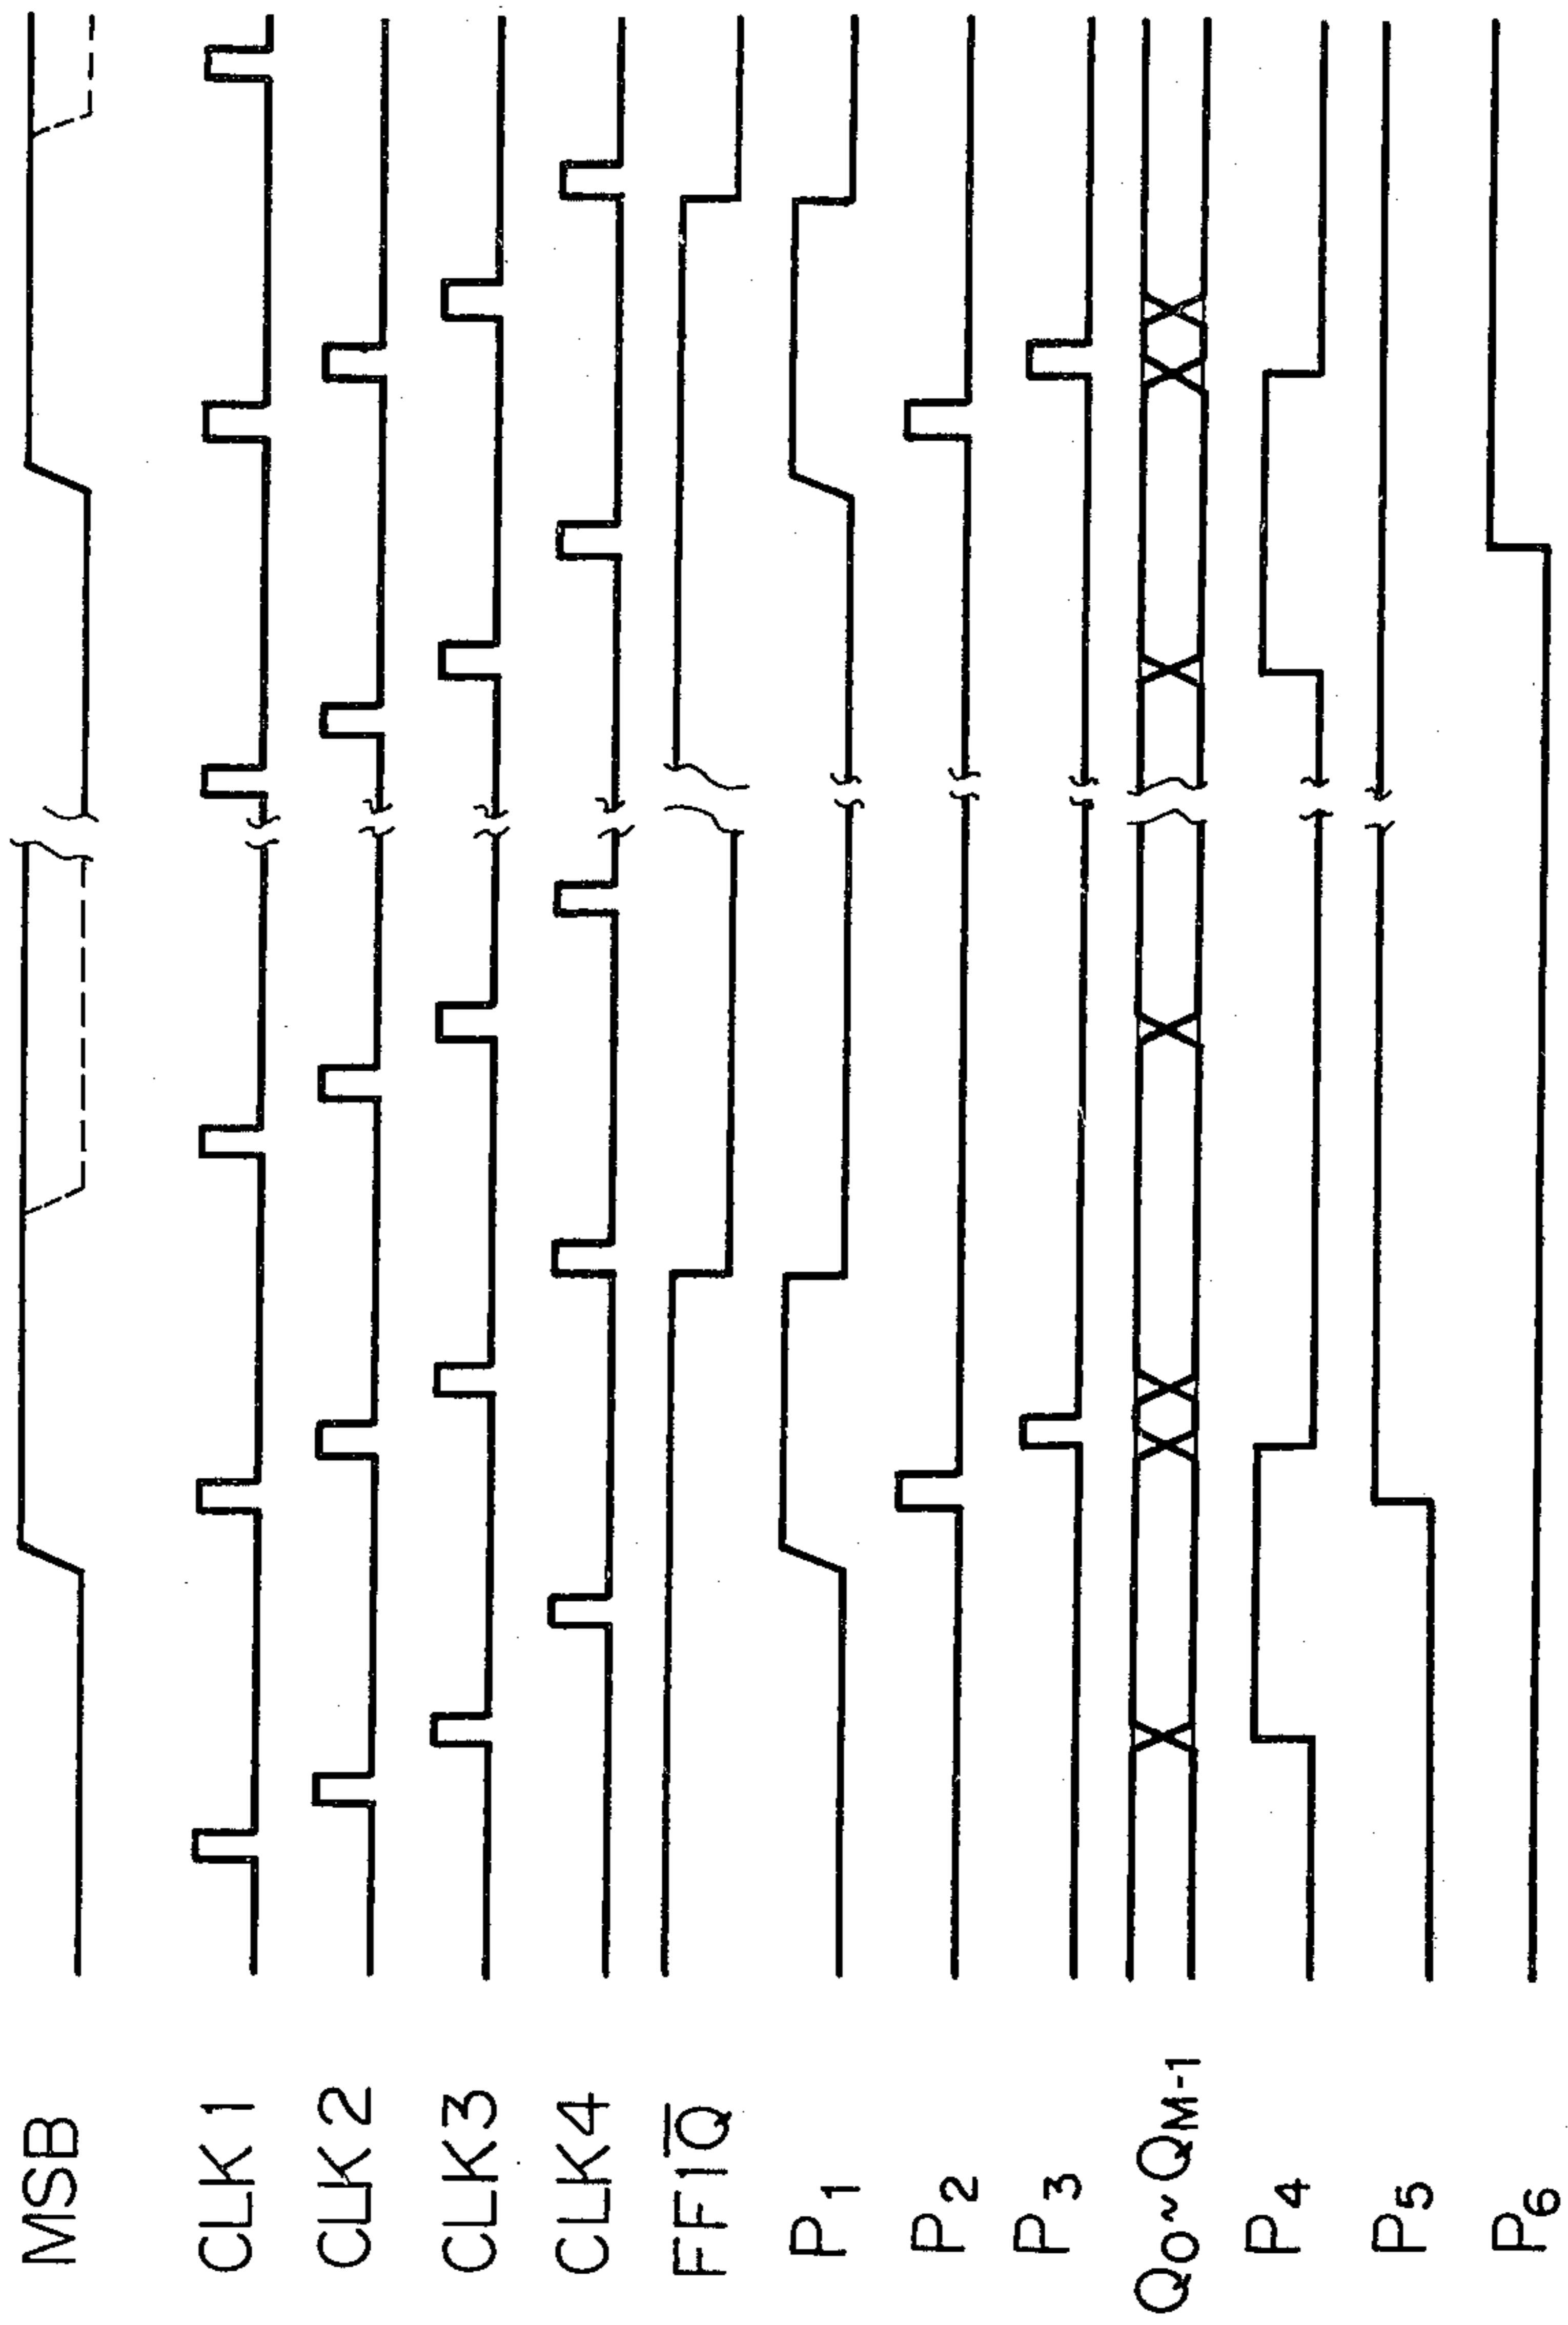 MSB
CLK1
CLK2
CLK3
CLK4
FF1Q̅
P1
P2
P3
Q0~QM-1
P4
P5
P6